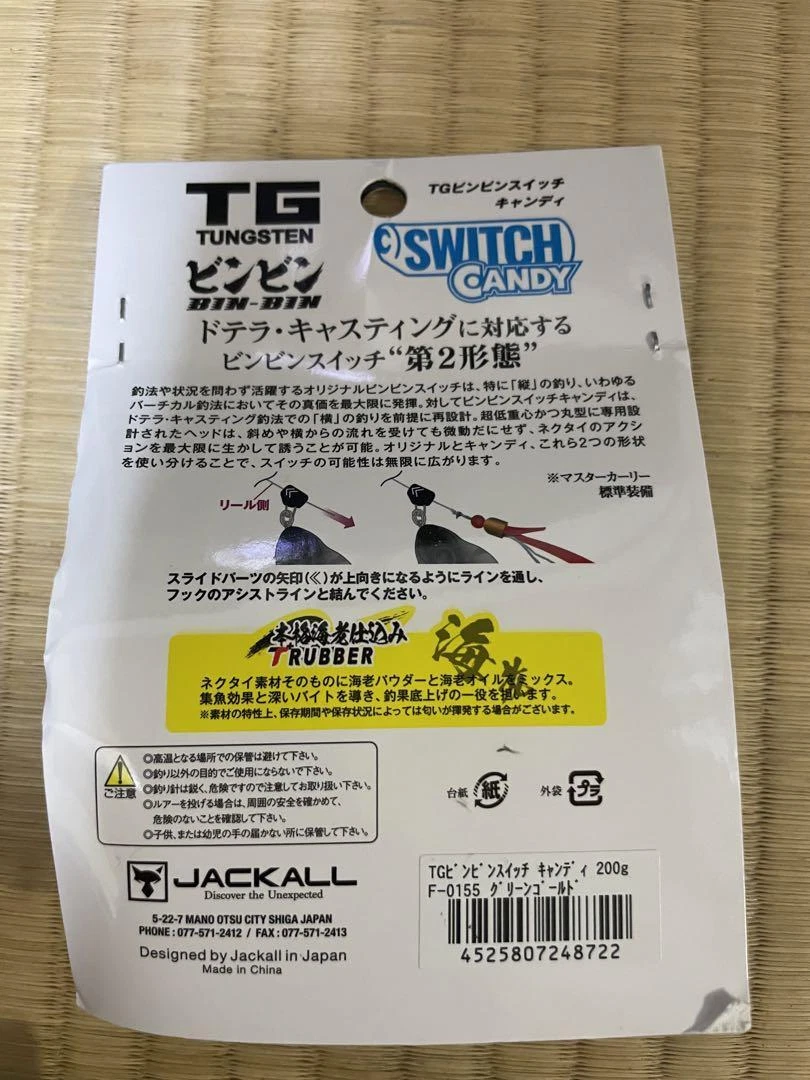 TG
TUNGSTEN
ビンビン
BIN-BIN
TGビンビンスイッチ
キャンディ
SWITCH
CANDY
ドテラ・キャスティングに対応する
ビンビンスイッチ“第2形態”
釣法や状況を問わず活躍するオリジナルビンビンスイッチは、特に「縦」の釣り、いわゆる
バーチカル釣法においてその真価を最大限に発揮。対してビンビンスイッチキャンディは、
ドテラ・キャスティング釣法での「横」の釣りを前提に再設計。超低重心かつ丸型に専用設
計されたヘッドは、斜めや横からの流れを受けても微動だにせず、ネクタイのアクシ
ョンを最大限に生かして誘うことが可能。オリジナルとキャンディ、これら2つの形状
を使い分けることで、スイッチの可能性は無限に広がります。
※マスターカーリー
標準装備
リール側
スライドパーツの矢印(《)が上向きになるようにラインを通し、
フックのアシストラインと結んでください。
本格海老仕込み
TRUBBER
海老
ネクタイ素材そのものに海老パウダーと海老オイルをミックス。
集魚効果と深いバイトを導き、釣果底上げの一役を担います。
※素材の特性上、保存期間や保存状況によっては匂いが揮発する場合がございます。
ご注意
◎高温となる場所での保管は避けて下さい。
◎釣り以外の目的でご使用にならないで下さい。
◎釣り針は鋭く、危険ですので注意してお取り扱い下さい。
◎ルアーを投げる場合は、周囲の安全を確かめて、
危険のないことを確認して下さい。
◎子供、または幼児の手の届かない所に保管して下さい。
台紙 紙 外袋 プラ
JACKALL
Discover the Unexpected
5-22-7 MANO OTSU CITY SHIGA JAPAN
PHONE : 077-571-2412 / FAX : 077-571-2413
Designed by Jackall in Japan
Made in China
TGビンビンスイッチ キャンディ 200g
F-0155 グリーンゴールド
4525807248722